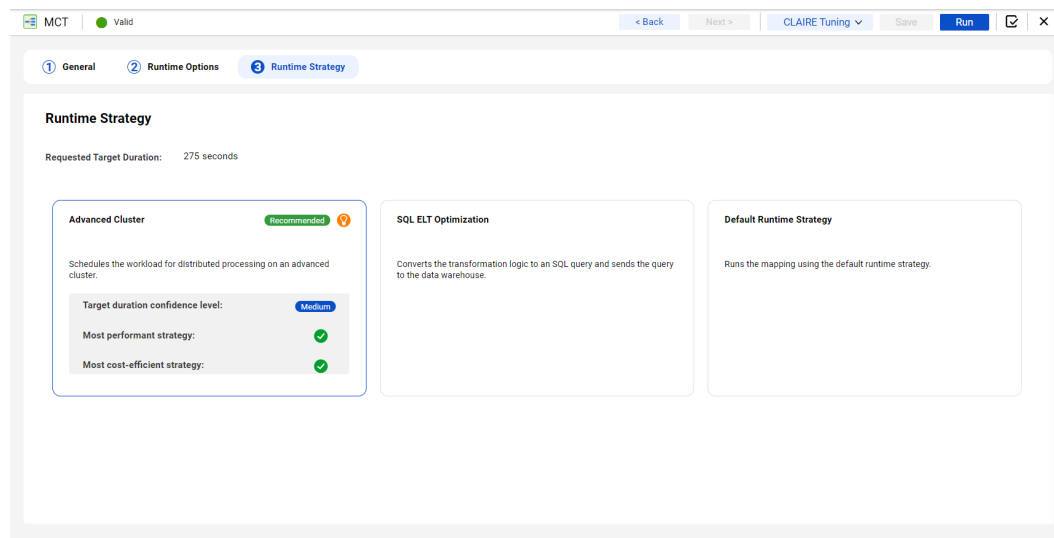 MCT
Valid
< Back
Next >
CLAIRE Tuning
Save
Run
1 General
2 Runtime Options
3 Runtime Strategy
Runtime Strategy
Requested Target Duration: 275 seconds
Advanced Cluster
Recommended
Schedules the workload for distributed processing on an advanced
cluster.
Target duration confidence level: Medium
Most performant strategy:
Most cost-efficient strategy:
SQL ELT Optimization
Converts the transformation logic to an SQL query and sends the query
to the data warehouse.
Default Runtime Strategy
Runs the mapping using the default runtime strategy.